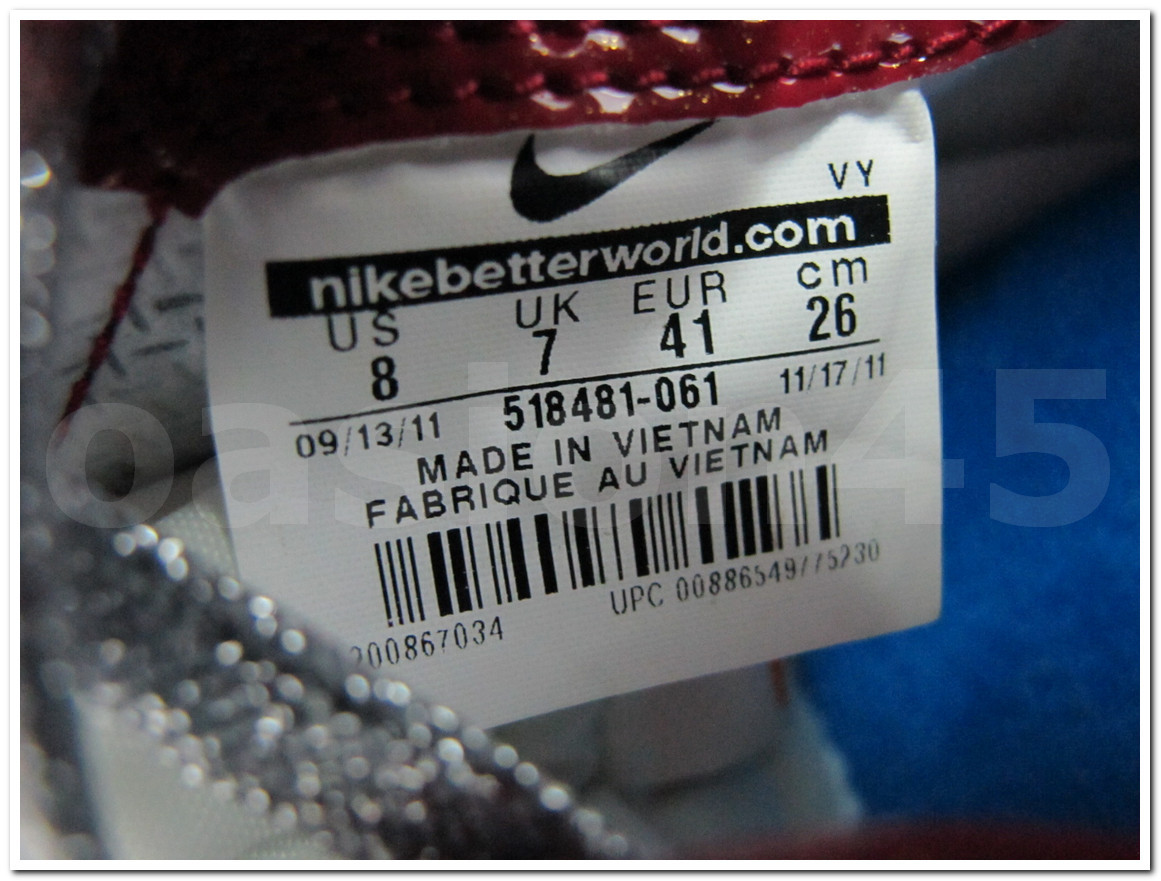 VY
nikebetterworld.com
US UK EUR cm
8 7 41 26
09/13/11 518481-061 11/17/11
MADE IN VIETNAM
FABRIQUE AU VIETNAM
UPC 00886549775230
200867034
oasion45